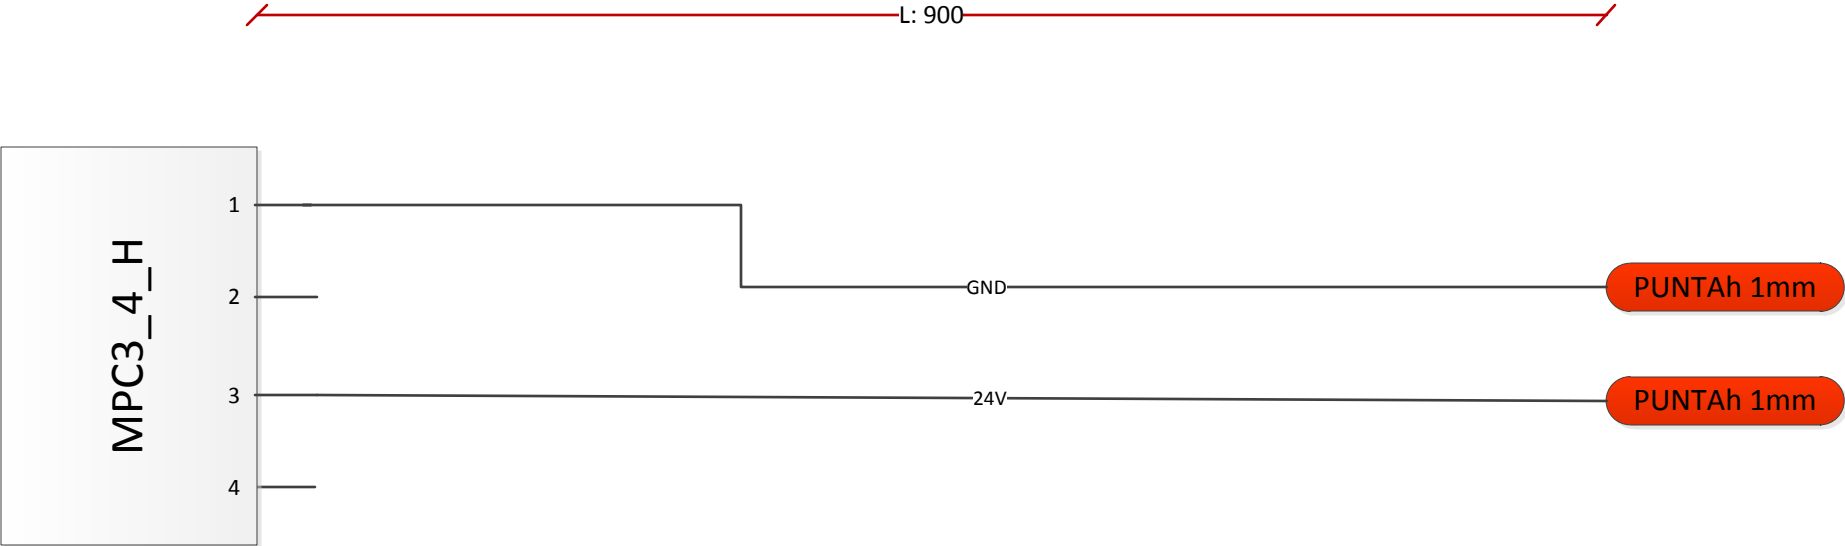 L: 900
MPC3_4_H
1
2
3
4
GND
PUNTAh 1mm
24V
PUNTAh 1mm